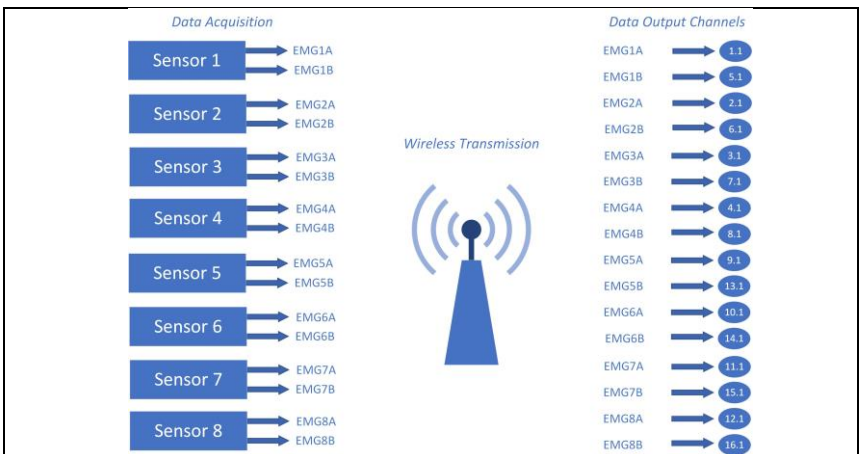 Data Acquisition
Sensor 1
EMG1A
EMG1B
Sensor 2
EMG2A
EMG2B
Sensor 3
EMG3A
EMG3B
Sensor 4
EMG4A
EMG4B
Sensor 5
EMG5A
EMG5B
Sensor 6
EMG6A
EMG6B
Sensor 7
EMG7A
EMG7B
Sensor 8
EMG8A
EMG8B
Wireless Transmission
Data Output Channels
EMG1A 1.1
EMG1B 5.1
EMG2A 2.1
EMG2B 6.1
EMG3A 3.1
EMG3B 7.1
EMG4A 4.1
EMG4B 8.1
EMG5A 9.1
EMG5B 13.1
EMG6A 10.1
EMG6B 14.1
EMG7A 11.1
EMG7B 15.1
EMG8A 12.1
EMG8B 16.1